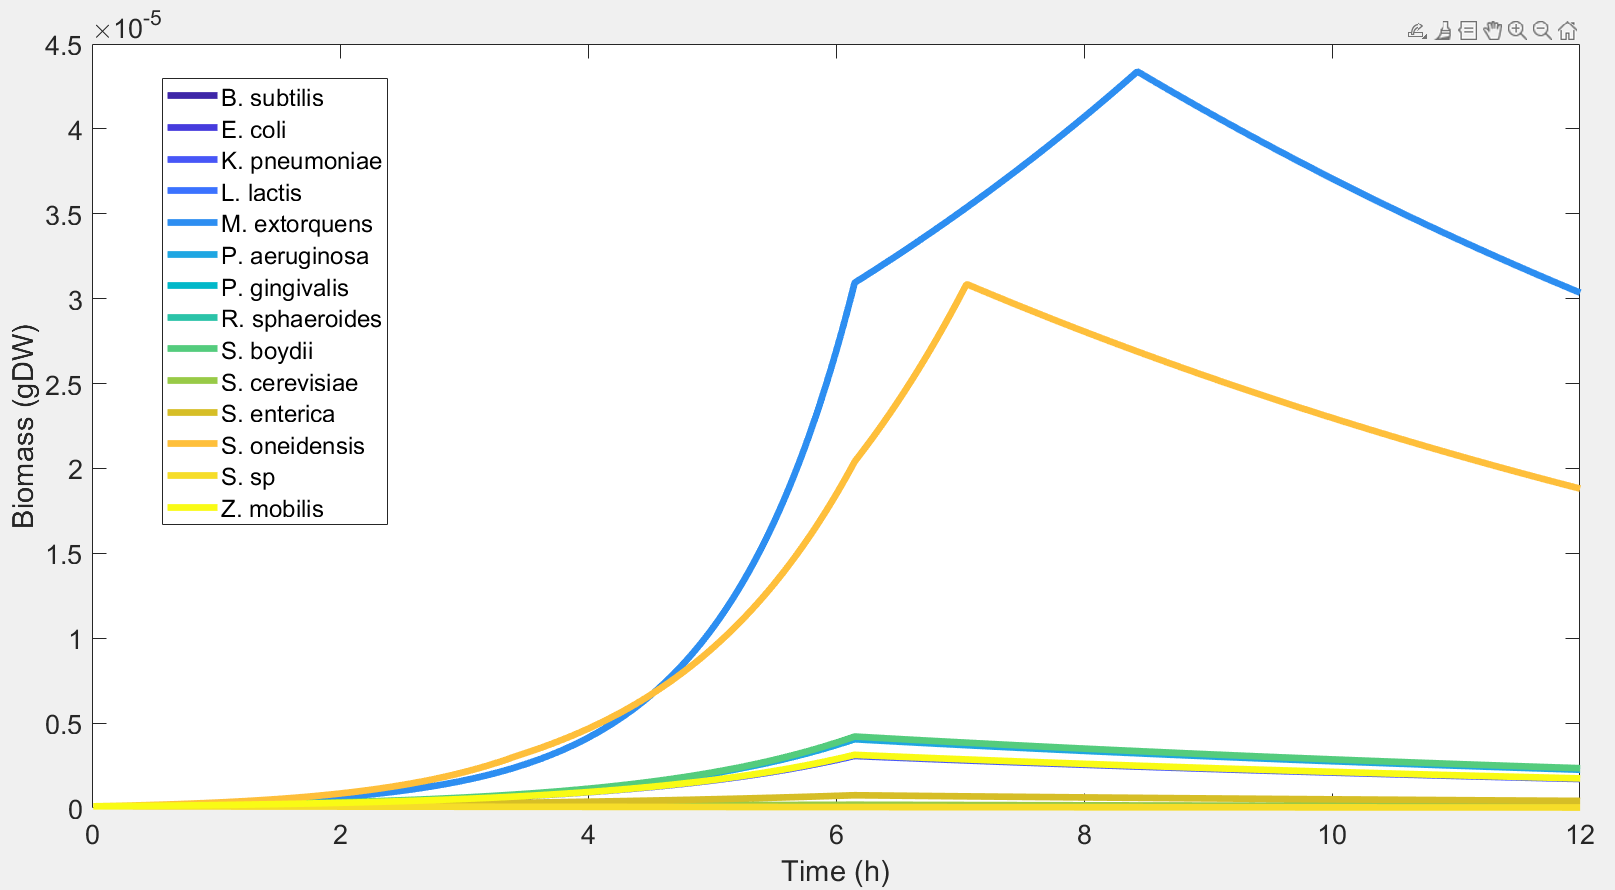 ×10-5
4.5
4
3.5
3
2.5
2
1.5
1
0.5
0
Biomass (gDW)
B. subtilis
E. coli
K. pneumoniae
L. lactis
M. extorquens
P. aeruginosa
P. gingivalis
R. sphaeroides
S. boydii
S. cerevisiae
S. enterica
S. oneidensis
S. sp
Z. mobilis
0 2 4 6 8 10 12
Time (h)